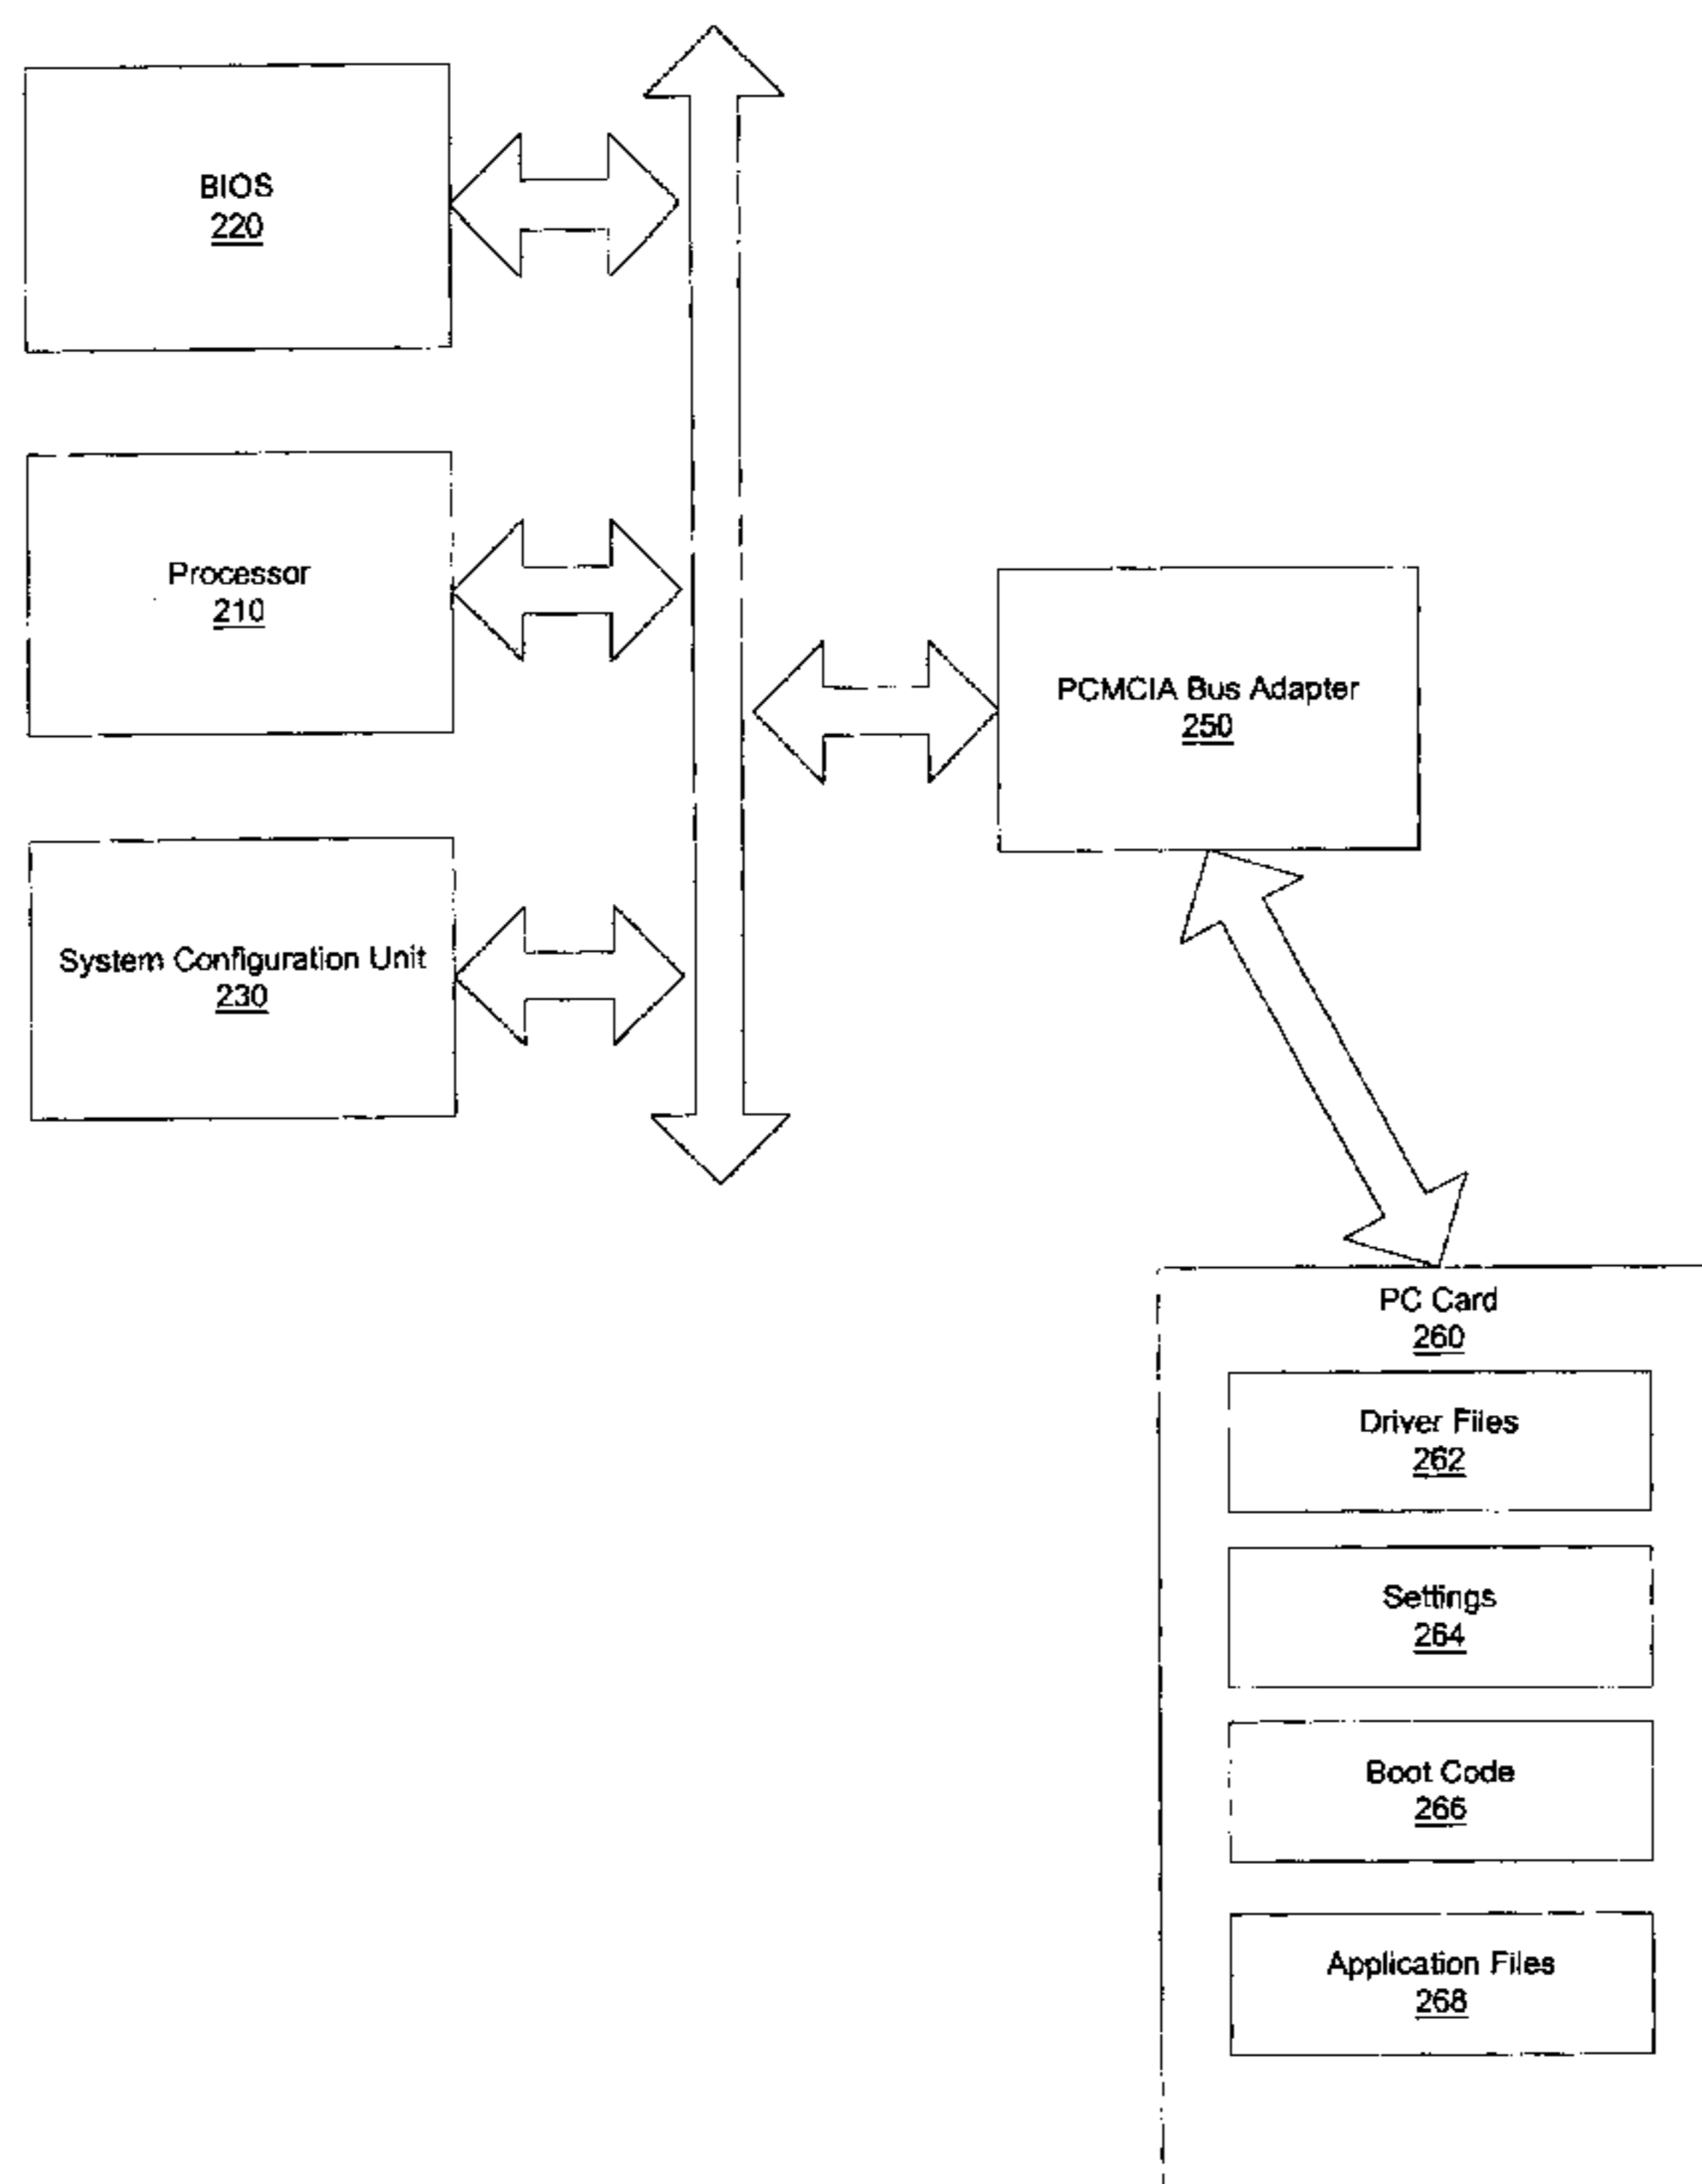 BIOS
220
Processor
210
System Configuration Unit
230
PCMCIA Bus Adapter
250
PC Card
260
Driver Files
262
Settings
264
Boot Code
266
Application Files
268